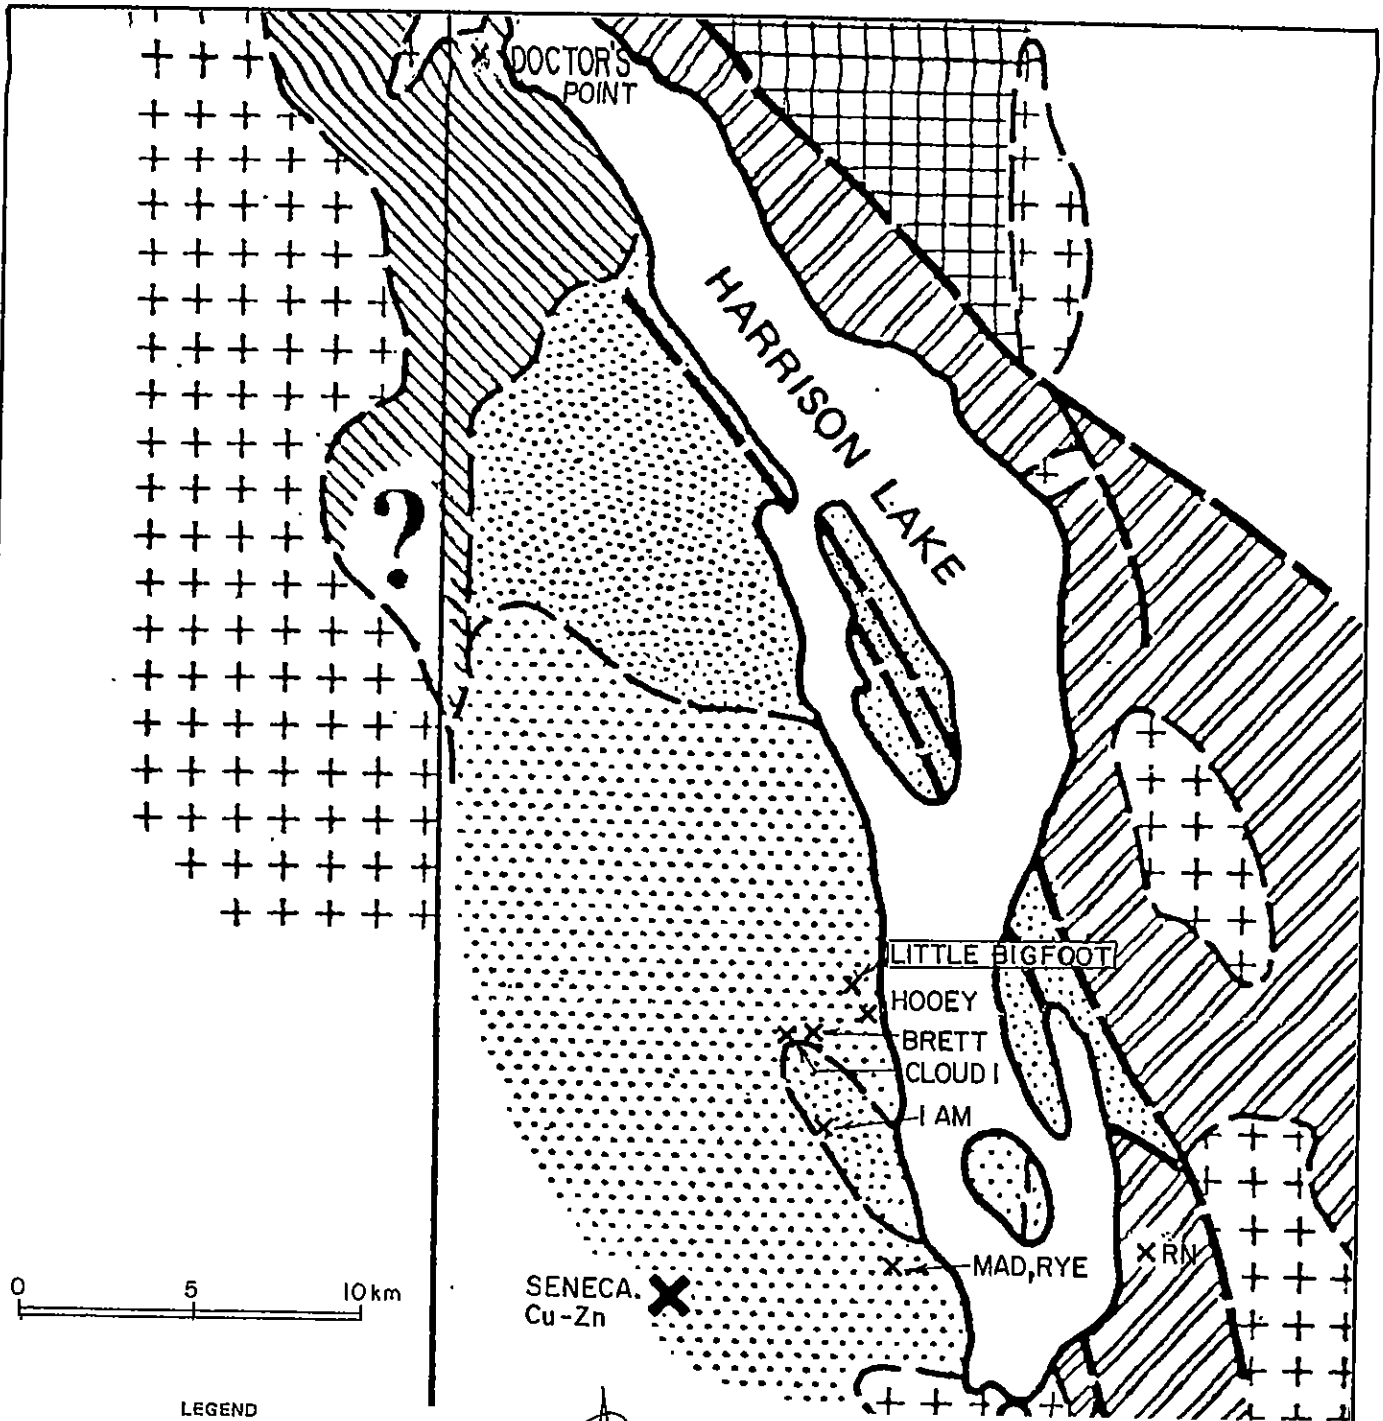 DOCTOR'S
POINT
HARRISON LAKE
?
LITTLE BIGFOOT
HOOEY
BRETT
CLOUD 1
I AM
MAD, RYE
RN
SENECA.
Cu-Zn
0 5 10 km
LEGEND